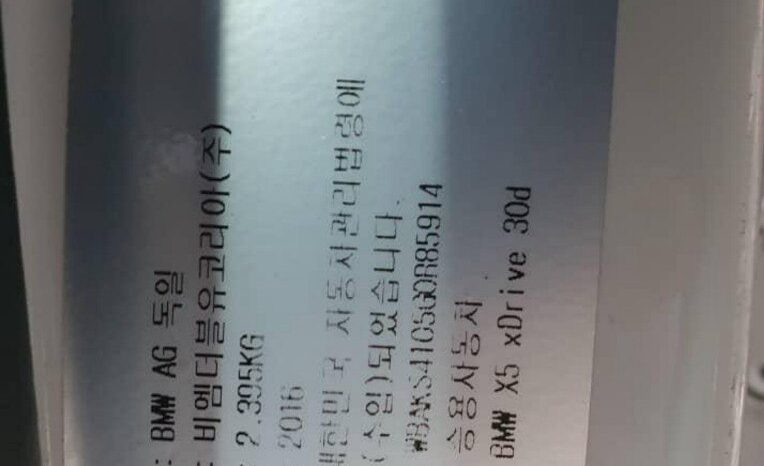 : BMW AG 독일
: 비엠더블유코리아(주)
2.395KG
2016
대한민국 자동차관리법령에
(수입)되었습니다.
WBAKS4105G0R85914
승용자동차
BMW X5 xDrive 30d